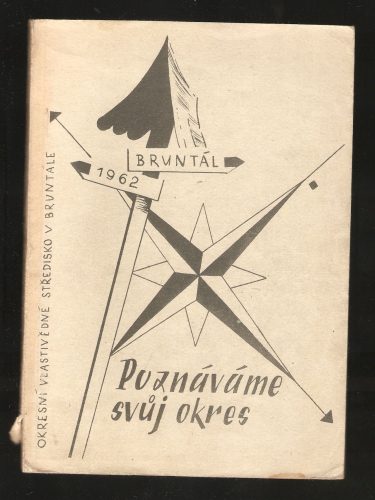 BRUNTÁL
1962
OKRESNÍ VLASTIVĚDNÉ STŘEDISKO V BRUNTÁLE
Poznáváme
svůj okres